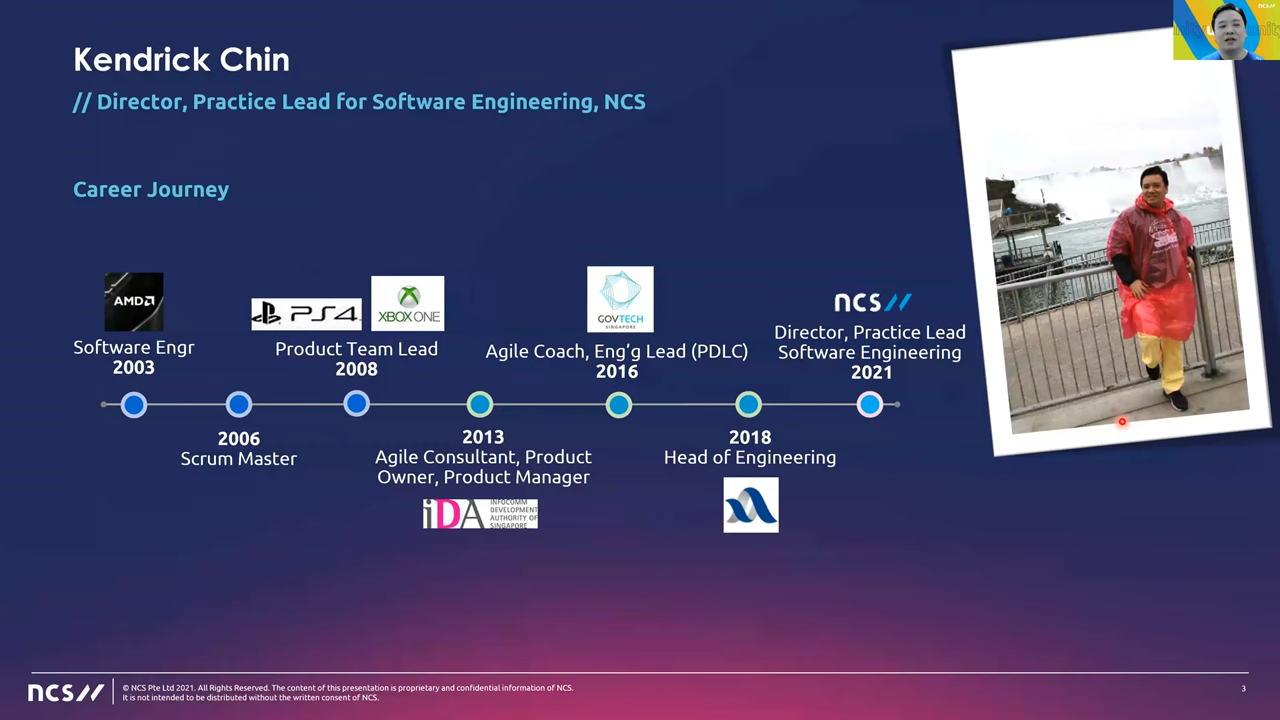 Kendrick Chin
// Director, Practice Lead for Software Engineering, NCS
Career Journey
AMD
Software Engr
2003
PS4
XBOX ONE
Product Team Lead
2008
GOVTECH
SINGAPORE
Agile Coach, Eng’g Lead (PDLC)
2016
ncs//
Director, Practice Lead
Software Engineering
2021
2006
Scrum Master
2013
Agile Consultant, Product
Owner, Product Manager
iDA
INFOCOMM
DEVELOPMENT
AUTHORITY OF
SINGAPORE
2018
Head of Engineering
ncs//
© NCS Pte Ltd 2021. All Rights Reserved. The content of this presentation is proprietary and confidential information of NCS.
It is not intended to be distributed without the written consent of NCS.
3
ncs//